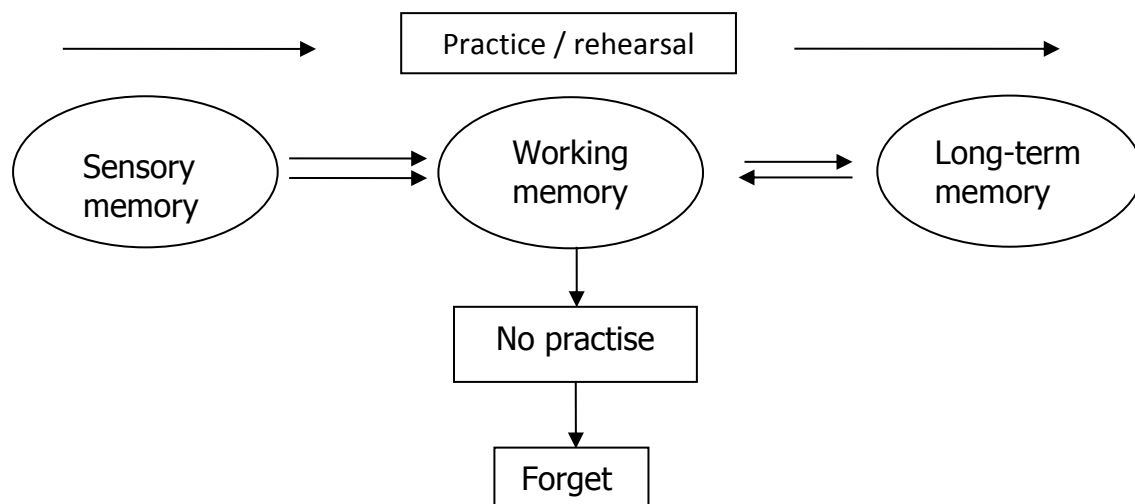 Practice / rehearsal
Sensory
memory
Working
memory
Long-term
memory
No practise
Forget